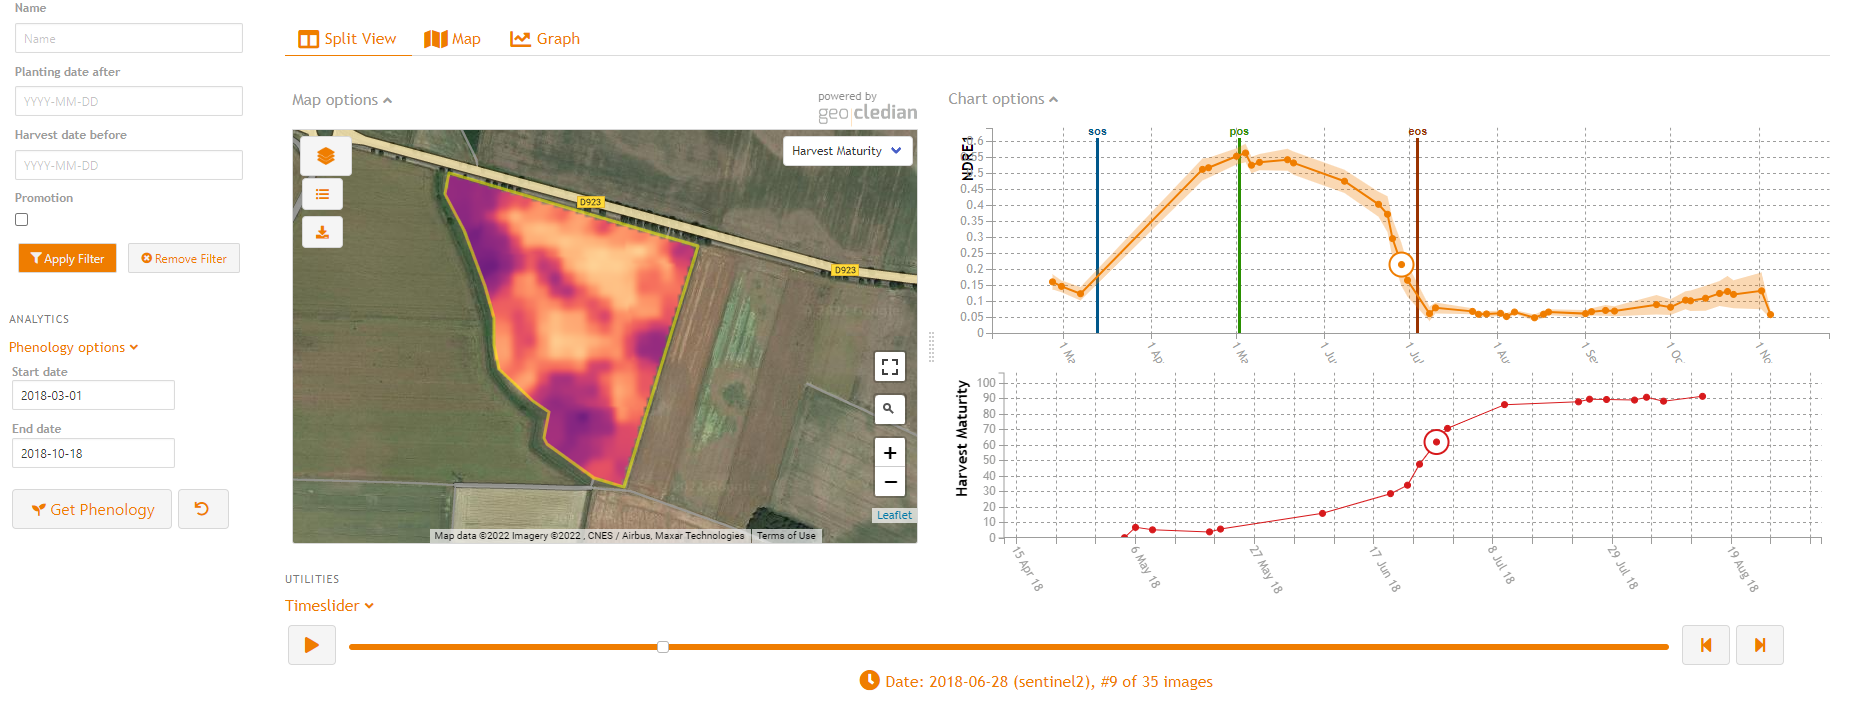 Name
Name
Planting date after
YYYY-MM-DD
Harvest date before
YYYY-MM-DD
Promotion
Apply Filter
Remove Filter
ANALYTICS
Phenology options
Start date
2018-03-01
End date
2018-10-18
Get Phenology
Split View
Map
Graph
Map options
powered by
geo cledian
Harvest Maturity
D923
D923
© 2022 Google
© 2022 Google
Leaflet
Map data ©2022 Imagery ©2022 , CNES / Airbus, Maxar Technologies
Terms of Use
Chart options
sos
pos
eos
NDRE1
0.6
0.55
0.5
0.45
0.4
0.35
0.3
0.25
0.2
0.15
0.1
0.05
0
1 Ma
1 Ap
1 Ma
1 Ju
1 Jul
1 Au
1 Se
1 Oc
1 No
Harvest Maturity
100
90
80
70
60
50
40
30
20
10
0
15 Apr 18
6 May 18
27 May 18
17 Jun 18
8 Jul 18
29 Jul 18
19 Aug 18
UTILITIES
Timeslider
Date: 2018-06-28 (sentinel2), #9 of 35 images